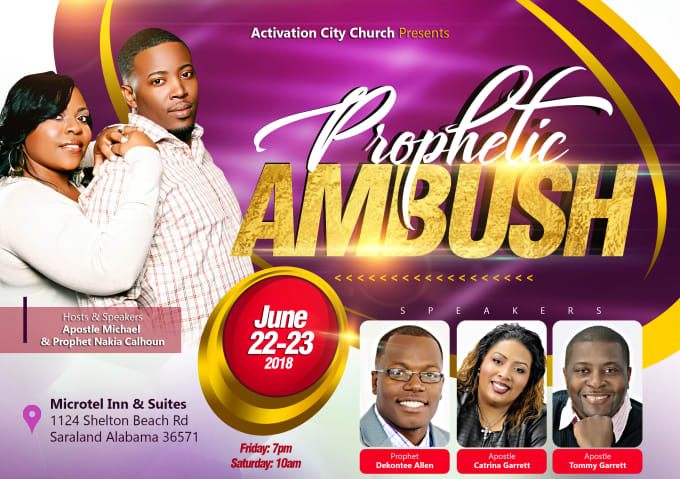 Activation City Church Presents
Prophetic
AMBUSH
<<<<<<<<<<<<<<<<<<
Hosts & Speakers
Apostle Michael
& Prophet Nakia Calhoun
June
22-23
2018
Microtel Inn & Suites
1124 Shelton Beach Rd
Saraland Alabama 36571
Friday: 7pm
Saturday: 10am
SPEAKERS
Prophet
Dekontee Allen
Apostle
Catrina Garrett
Apostle
Tommy Garrett